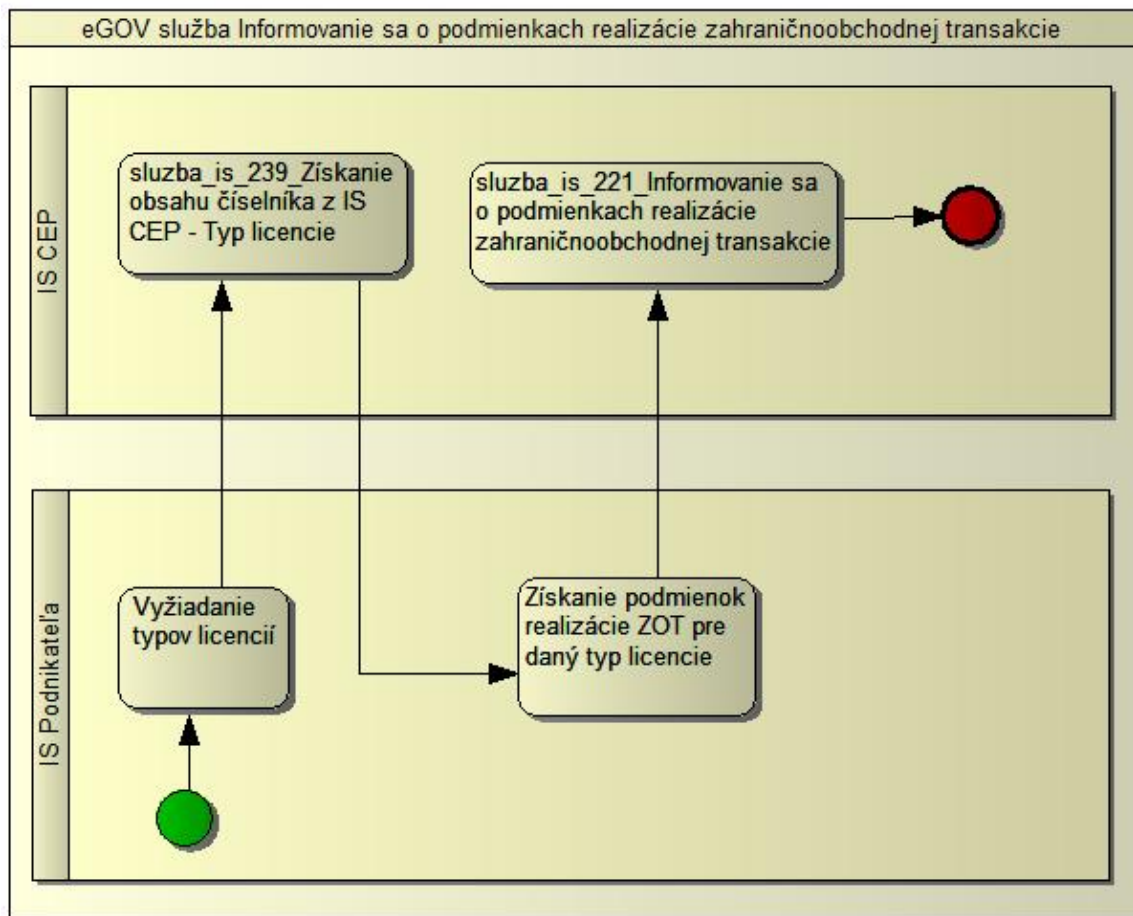 eGOV služba Informovanie sa o podmienkach realizácie zahraničnoobchodnej transakcie
IS CEP
sluzba_is_239_Získanie
obsahu číselníka z IS
CEP - Typ licencie
sluzba_is_221_Informovanie sa
o podmienkach realizácie
zahraničnoobchodnej transakcie
IS Podnikateľa
Vyžiadanie
typov licencií
Získanie podmienok
realizácie ZOT pre
daný typ licencie